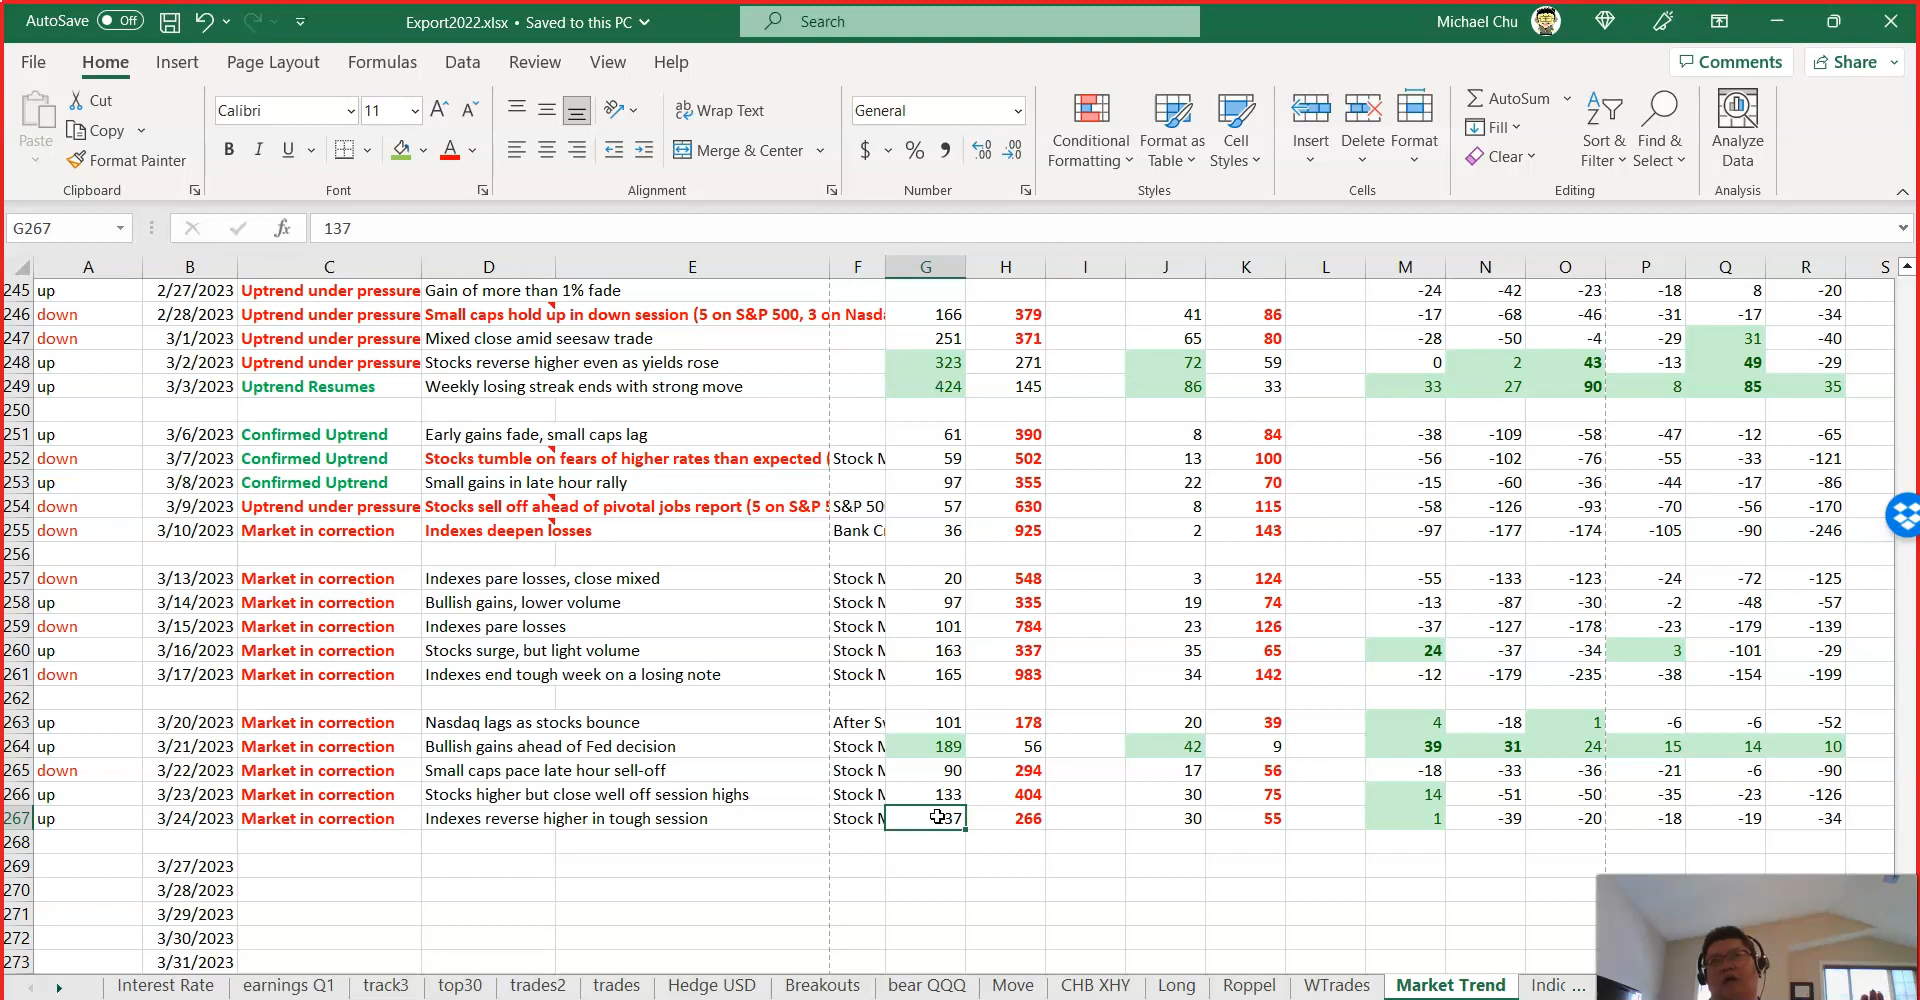 AutoSave Off Export2022.xlsx • Saved to this PC Search Michael Chu
File Home Insert Page Layout Formulas Data Review View Help Comments Share
Paste Cut Copy Format Painter Clipboard
Calibri 11 B I U A Font
Wrap Text Merge & Center Alignment
General $ % Number
Conditional Formatting Format as Table Cell Styles Styles
Insert Delete Format Cells
AutoSum Fill Clear Sort & Filter Find & Select Editing
Analyze Data Analysis
G267 fx 137
A B C D E F G H I J K L M N O P Q R S
245 up 2/27/2023 Uptrend under pressure Gain of more than 1% fade -24 -42 -23 -18 8 -20
246 down 2/28/2023 Uptrend under pressure Small caps hold up in down session (5 on S&P 500, 3 on Nasda 166 379 41 86 -17 -68 -46 -31 -17 -34
247 down 3/1/2023 Uptrend under pressure Mixed close amid seesaw trade 251 371 65 80 -28 -50 -4 -29 31 -40
248 up 3/2/2023 Uptrend under pressure Stocks reverse higher even as yields rose 323 271 72 59 0 2 43 -13 49 -29
249 up 3/3/2023 Uptrend Resumes Weekly losing streak ends with strong move 424 145 86 33 33 27 90 8 85 35
250
251 up 3/6/2023 Confirmed Uptrend Early gains fade, small caps lag 61 390 8 84 -38 -109 -58 -47 -12 -65
252 down 3/7/2023 Confirmed Uptrend Stocks tumble on fears of higher rates than expected ( Stock M 59 502 13 100 -56 -102 -76 -55 -33 -121
253 up 3/8/2023 Confirmed Uptrend Small gains in late hour rally 97 355 22 70 -15 -60 -36 -44 -17 -86
254 down 3/9/2023 Uptrend under pressure Stocks sell off ahead of pivotal jobs report (5 on S&P 5 S&P 50 57 630 8 115 -58 -126 -93 -70 -56 -170
255 down 3/10/2023 Market in correction Indexes deepen losses Bank C 36 925 2 143 -97 -177 -174 -105 -90 -246
256
257 down 3/13/2023 Market in correction Indexes pare losses, close mixed Stock M 20 548 3 124 -55 -133 -123 -24 -72 -125
258 up 3/14/2023 Market in correction Bullish gains, lower volume Stock M 97 335 19 74 -13 -87 -30 -2 -48 -57
259 down 3/15/2023 Market in correction Indexes pare losses Stock M 101 784 23 126 -37 -127 -178 -23 -179 -139
260 up 3/16/2023 Market in correction Stocks surge, but light volume Stock M 163 337 35 65 24 -37 -34 3 -101 -29
261 down 3/17/2023 Market in correction Indexes end tough week on a losing note Stock M 165 983 34 142 -12 -179 -235 -38 -154 -199
262
263 up 3/20/2023 Market in correction Nasdaq lags as stocks bounce After Sv 101 178 20 39 4 -18 1 -6 -6 -52
264 up 3/21/2023 Market in correction Bullish gains ahead of Fed decision Stock M 189 56 42 9 39 31 24 15 14 10
265 down 3/22/2023 Market in correction Small caps pace late hour sell-off Stock M 90 294 17 56 -18 -33 -36 -21 -6 -90
266 up 3/23/2023 Market in correction Stocks higher but close well off session highs Stock M 133 404 30 75 14 -51 -50 -35 -23 -126
267 up 3/24/2023 Market in correction Indexes reverse higher in tough session Stock M 37 266 30 55 1 -39 -20 -18 -19 -34
268
269 3/27/2023
270 3/28/2023
271 3/29/2023
272 3/30/2023
273 3/31/2023
Interest Rate earnings Q1 track3 top30 trades2 trades Hedge USD Breakouts bear QQQ Move CHB XHY Long Roppel WTrades Market Trend Indic ...